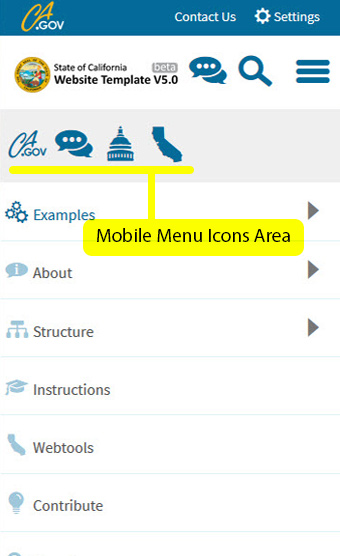 CA.GOV
Contact Us
Settings
State of California beta
Website Template V5.0
CA.GOV
Examples
Mobile Menu Icons Area
About
Structure
Instructions
Webtools
Contribute